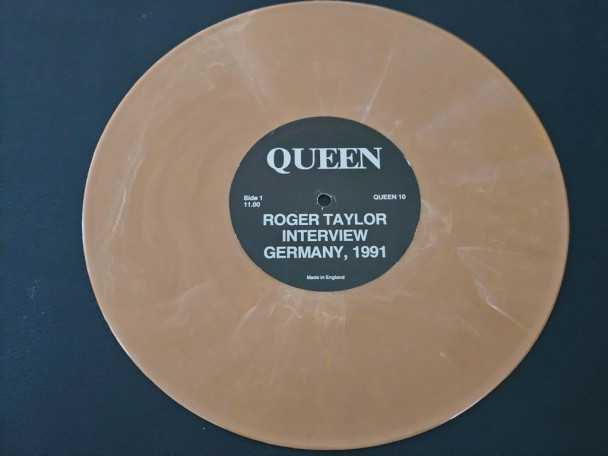 QUEEN
Side 1 QUEEN 10
11.00
ROGER TAYLOR
INTERVIEW
GERMANY, 1991
Made in England